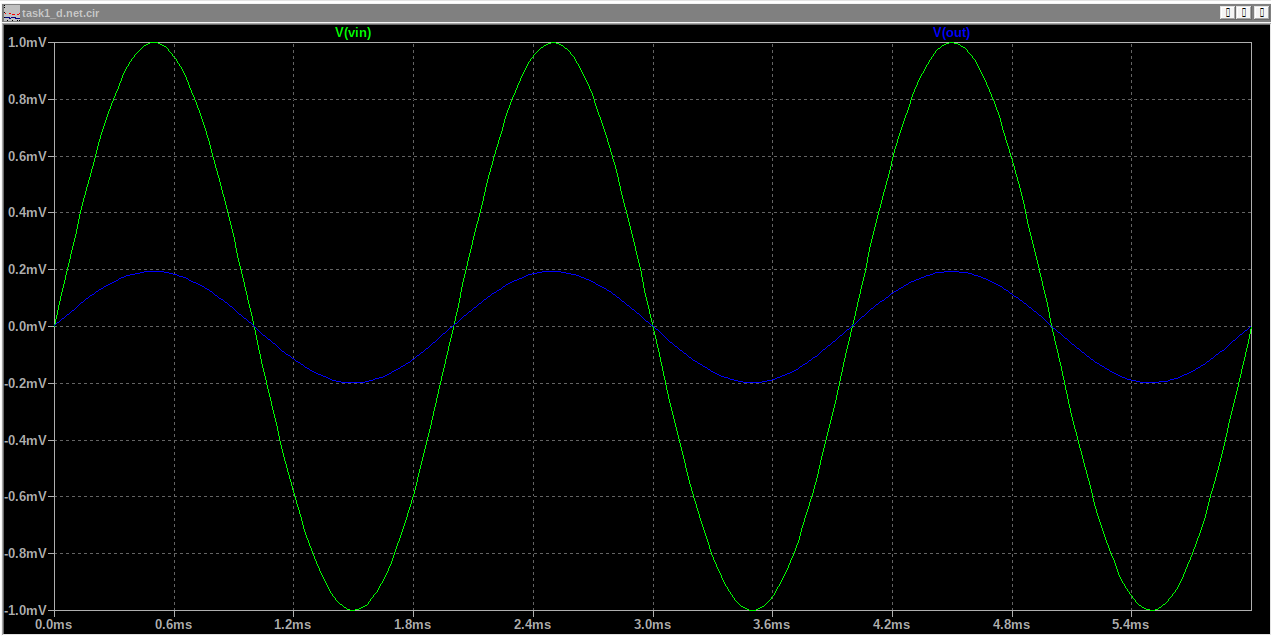 task1_d.net.cir
V(vin) V(out)
1.0mV
0.8mV
0.6mV
0.4mV
0.2mV
0.0mV
-0.2mV
-0.4mV
-0.6mV
-0.8mV
-1.0mV
0.0ms 0.6ms 1.2ms 1.8ms 2.4ms 3.0ms 3.6ms 4.2ms 4.8ms 5.4ms